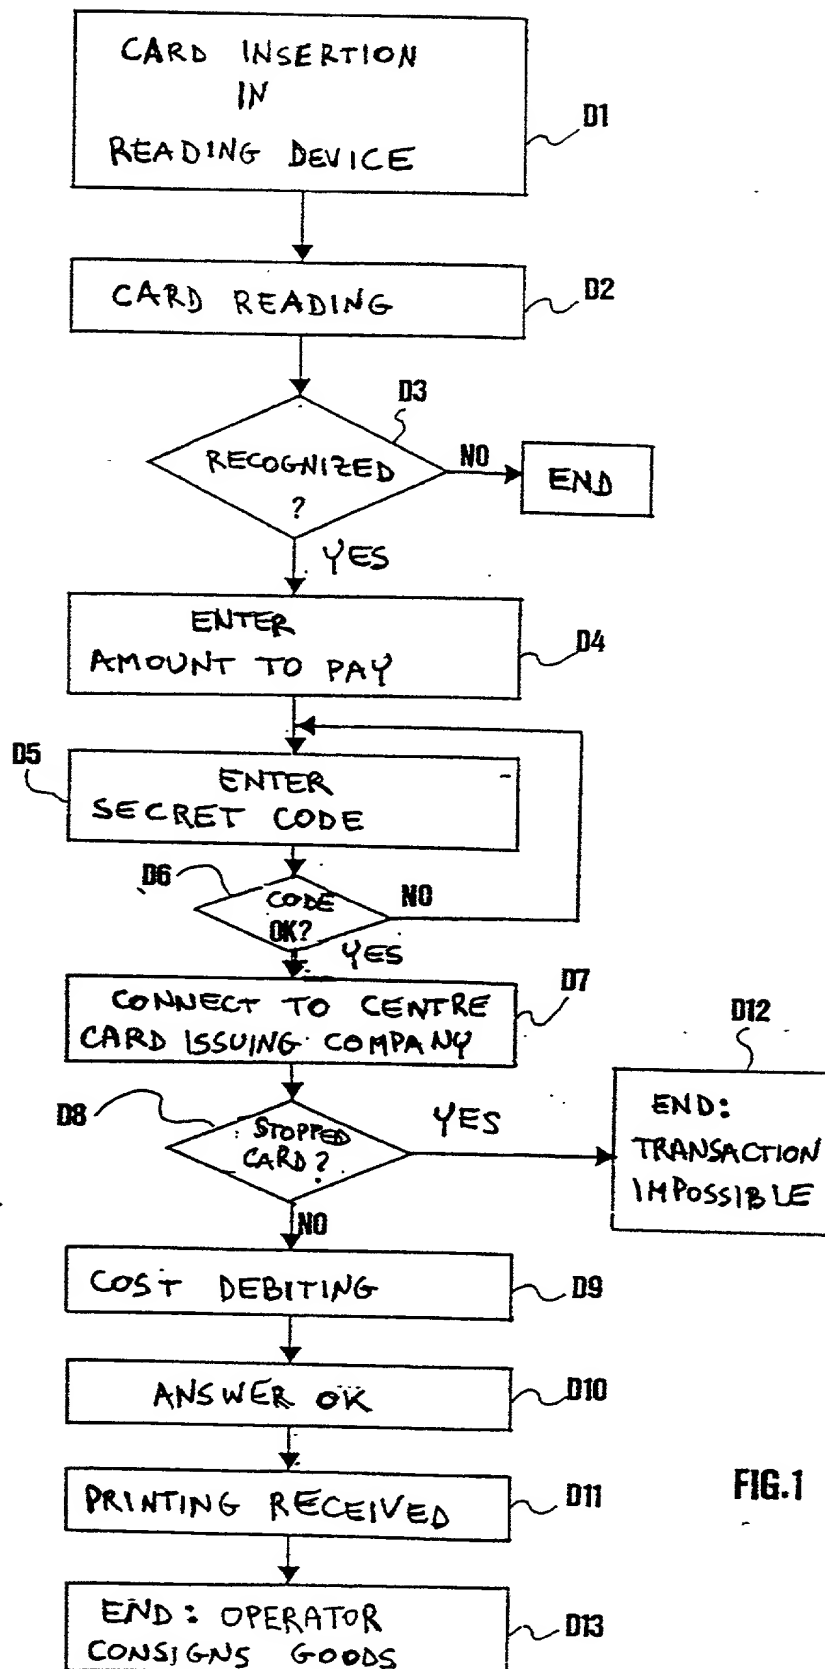 CARD INSERTION
IN
READING DEVICE
D1
CARD READING
D2
D3
RECOGNIZED
?
NO
END
YES
ENTER
AMOUNT TO PAY
D4
D5
ENTER
SECRET CODE
D6
CODE
OK?
NO
YES
CONNECT TO CENTRE
CARD ISSUING COMPANY
D7
D8
STOPPED
CARD?
YES
D12
END:
TRANSACTION
IMPOSSIBLE
NO
COST DEBITING
D9
ANSWER OK
D10
PRINTING RECEIVED
D11
FIG.1
END: OPERATOR
CONSIGNS GOODS
D13